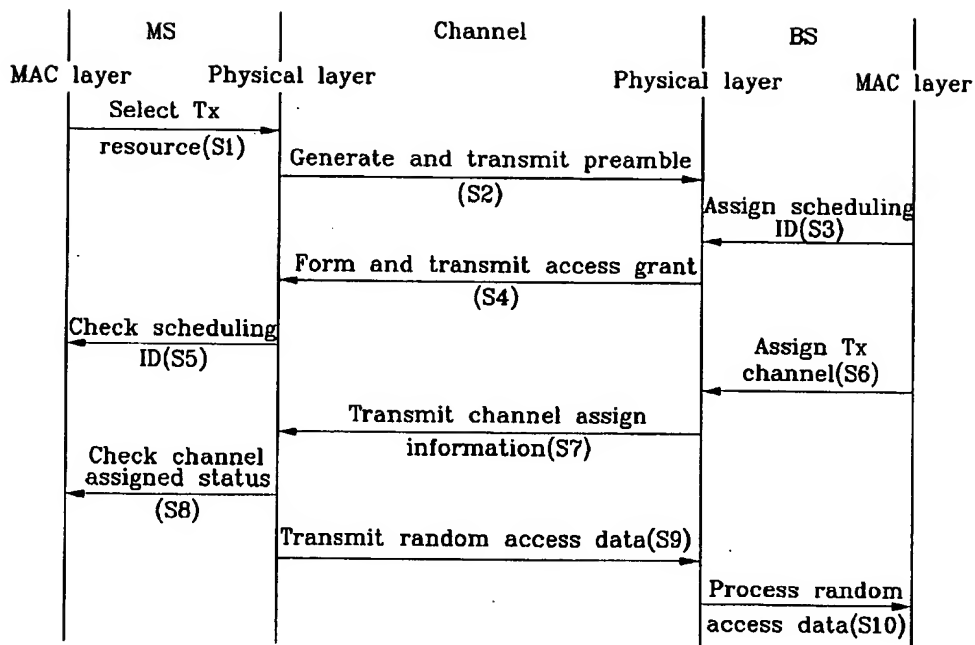 MS
Channel
BS
MAC layer
Physical layer
Physical layer
MAC layer
Select Tx
resource(S1)
Generate and transmit preamble
(S2)
Assign scheduling
ID(S3)
Form and transmit access grant
(S4)
Check scheduling
ID(S5)
Assign Tx
channel(S6)
Transmit channel assign
information(S7)
Check channel
assigned status
(S8)
Transmit random access data(S9)
Process random
access data(S10)